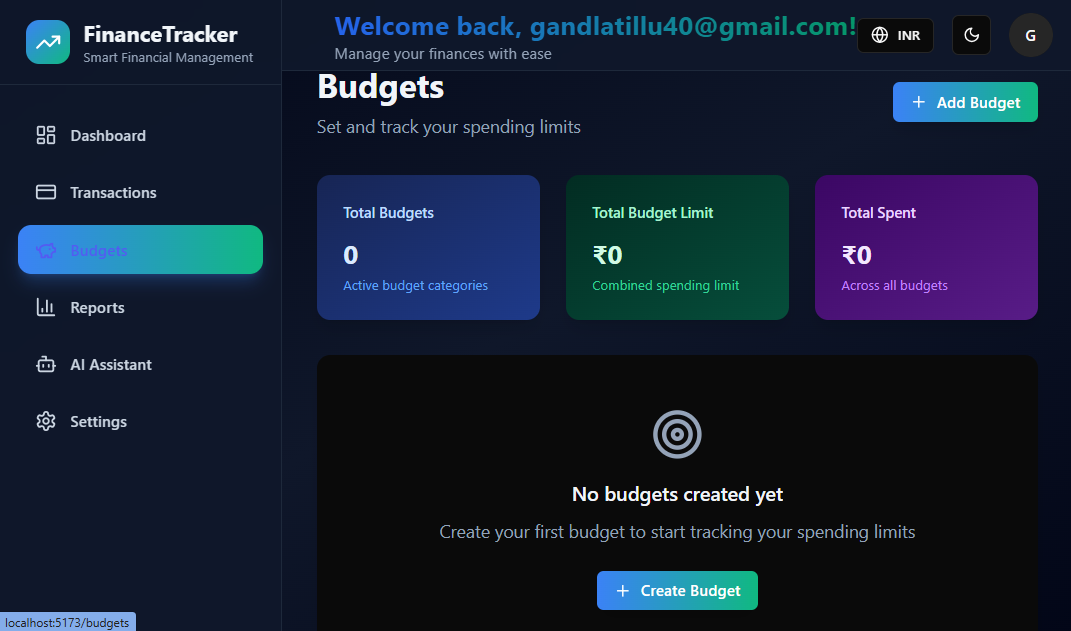 FinanceTracker
Smart Financial Management
Welcome back, gandlatillu40@gmail.com!
Manage your finances with ease
INR
G
Dashboard
Transactions
Budgets
Reports
AI Assistant
Settings
Budgets
Set and track your spending limits
+ Add Budget
Total Budgets
0
Active budget categories
Total Budget Limit
₹0
Combined spending limit
Total Spent
₹0
Across all budgets
No budgets created yet
Create your first budget to start tracking your spending limits
+ Create Budget
localhost:5173/budgets